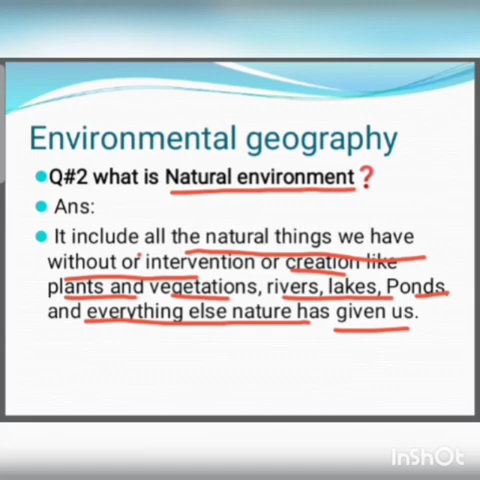 Environmental geography
Q#2 what is Natural environment ❓
Ans:
It include all the natural things we have
without or intervention or creation like
plants and vegetations, rivers, lakes, Ponds,
and everything else nature has given us.
InShOt